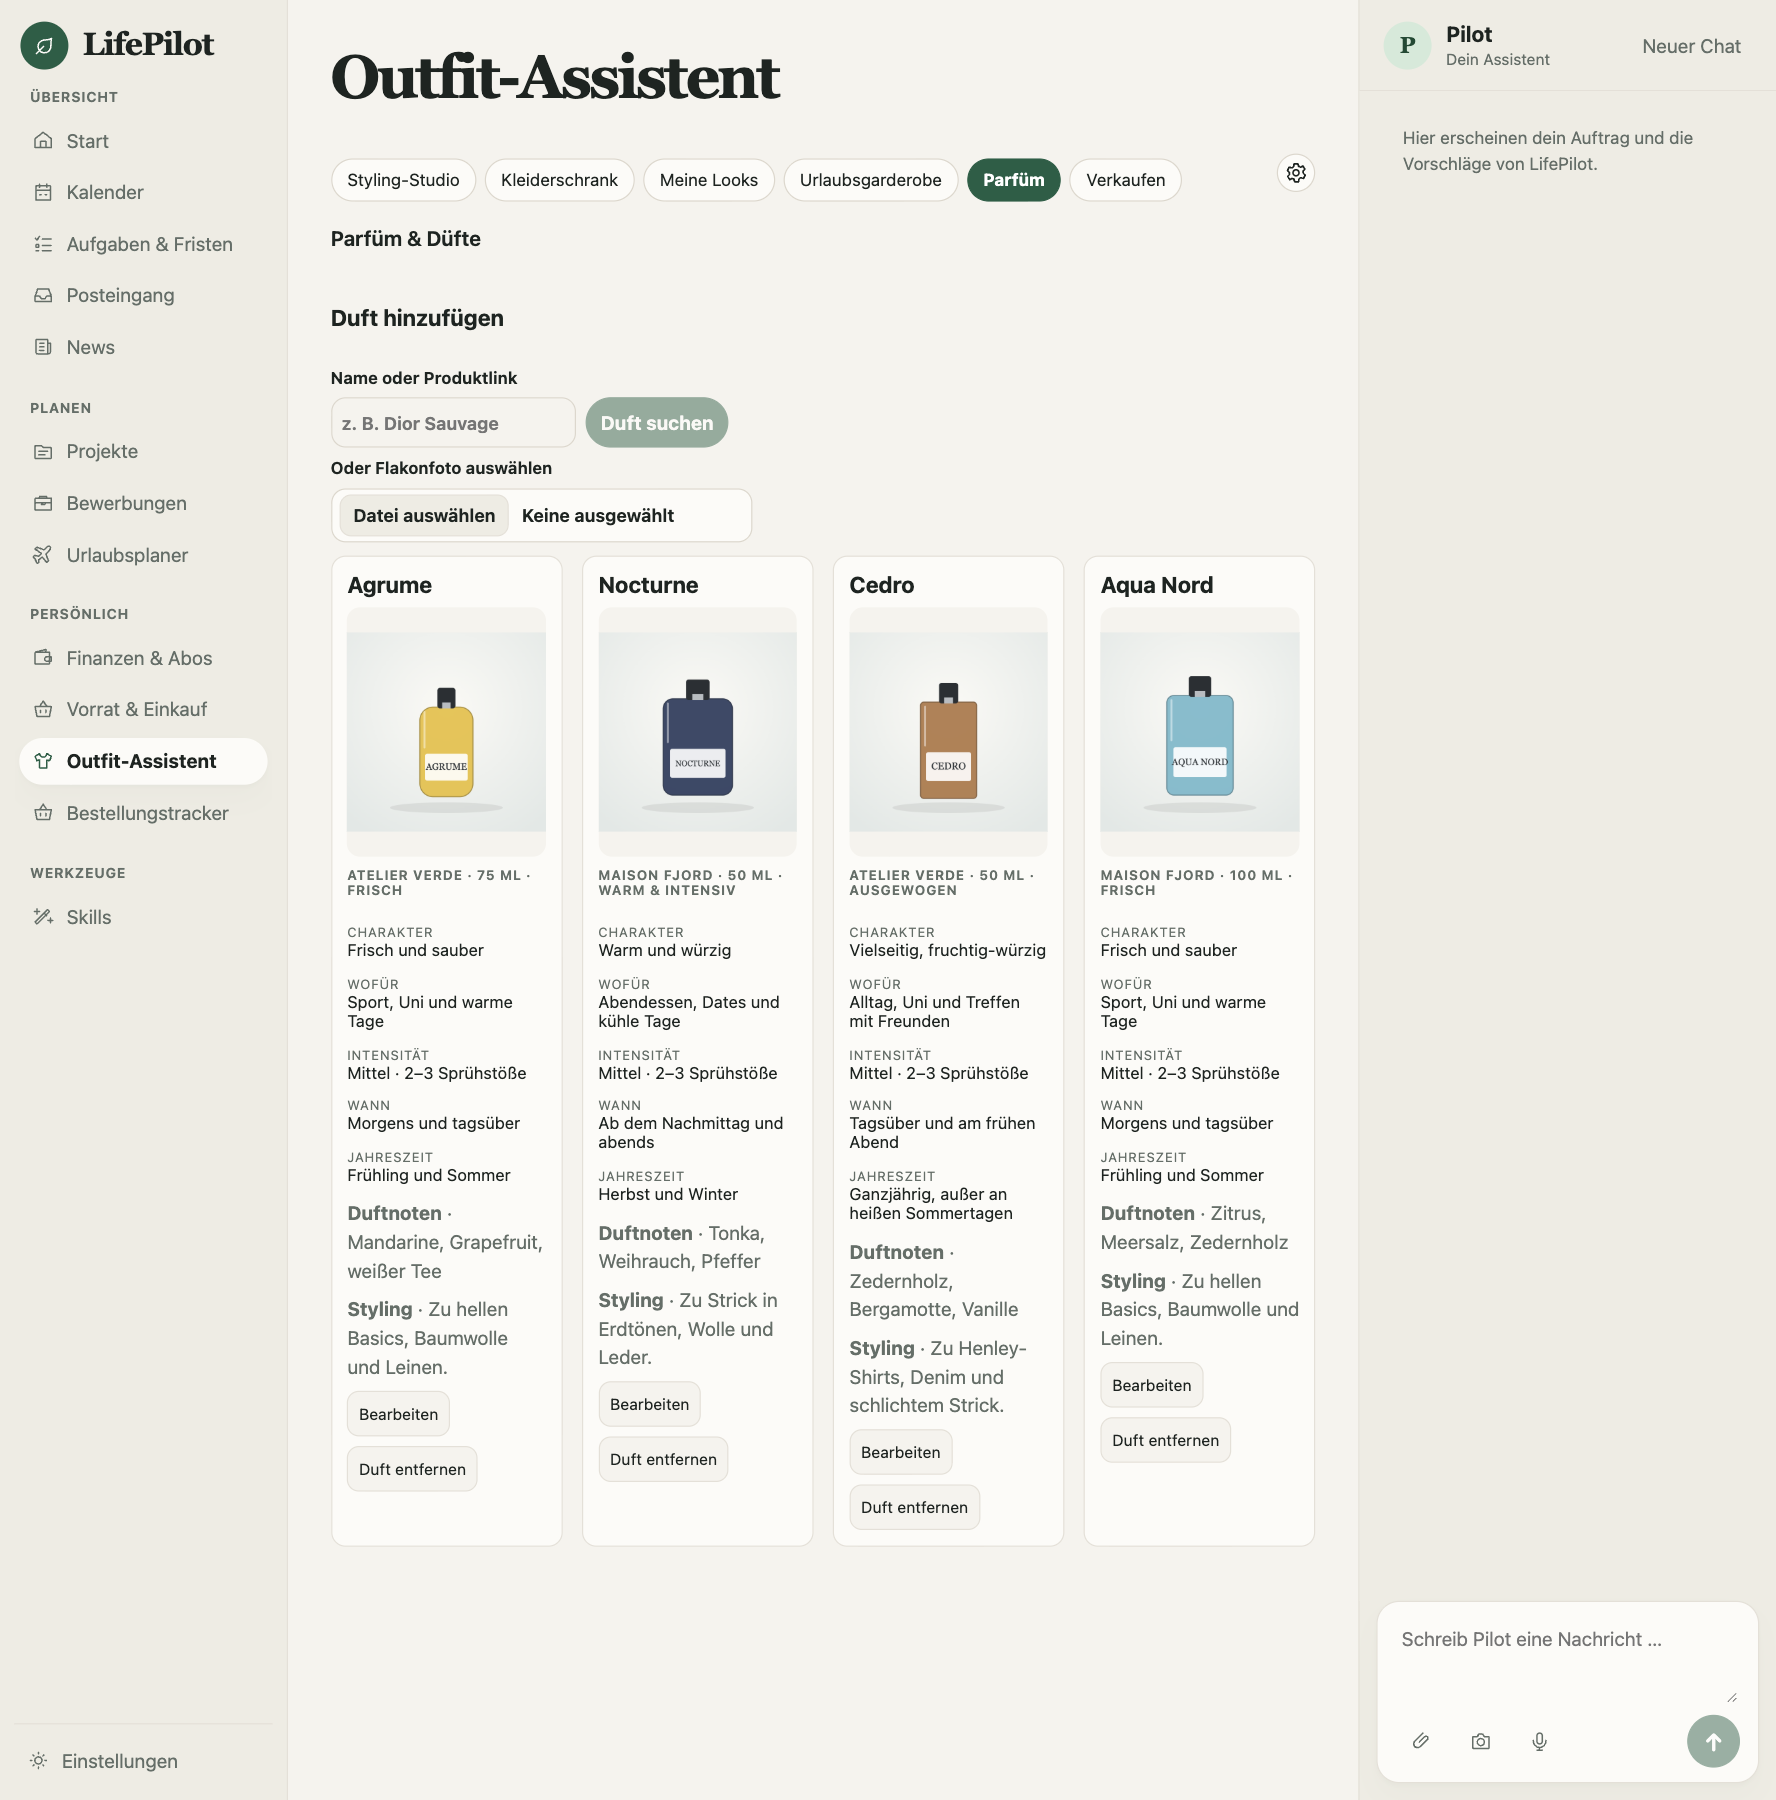 LifePilot
ÜBERSICHT
Start
Kalender
Aufgaben & Fristen
Posteingang
News
PLANEN
Projekte
Bewerbungen
Urlaubsplaner
PERSÖNLICH
Finanzen & Abos
Vorrat & Einkauf
Outfit-Assistent
Bestellungstracker
WERKZEUGE
Skills
Einstellungen
Outfit-Assistent
Styling-Studio
Kleiderschrank
Meine Looks
Urlaubsgarderobe
Parfüm
Verkaufen
Parfüm & Düfte
Duft hinzufügen
Name oder Produktlink
z. B. Dior Sauvage
Duft suchen
Oder Flakonfoto auswählen
Datei auswählen
Keine ausgewählt
Agrume
AGRUME
ATELIER VERDE · 75 ML ·
FRISCH
CHARAKTER
Frisch und sauber
WOFÜR
Sport, Uni und warme
Tage
INTENSITÄT
Mittel · 2–3 Sprühstöße
WANN
Morgens und tagsüber
JAHRESZEIT
Frühling und Sommer
Duftnoten ·
Mandarine, Grapefruit,
weißer Tee
Styling · Zu hellen
Basics, Baumwolle
und Leinen.
Bearbeiten
Duft entfernen
Nocturne
NOCTURNE
MAISON FJORD · 50 ML ·
WARM & INTENSIV
CHARAKTER
Warm und würzig
WOFÜR
Abendessen, Dates und
kühle Tage
INTENSITÄT
Mittel · 2–3 Sprühstöße
WANN
Ab dem Nachmittag und
abends
JAHRESZEIT
Herbst und Winter
Duftnoten · Tonka,
Weihrauch, Pfeffer
Styling · Zu Strick in
Erdtönen, Wolle und
Leder.
Bearbeiten
Duft entfernen
Cedro
CEDRO
ATELIER VERDE · 50 ML ·
AUSGEWOGEN
CHARAKTER
Vielseitig, fruchtig-würzig
WOFÜR
Alltag, Uni und Treffen
mit Freunden
INTENSITÄT
Mittel · 2–3 Sprühstöße
WANN
Tagsüber und am frühen
Abend
JAHRESZEIT
Ganzjährig, außer an
heißen Sommertagen
Duftnoten ·
Zedernholz,
Bergamotte, Vanille
Styling · Zu Henley-
Shirts, Denim und
schlichtem Strick.
Bearbeiten
Duft entfernen
Aqua Nord
AQUA NORD
MAISON FJORD · 100 ML ·
FRISCH
CHARAKTER
Frisch und sauber
WOFÜR
Sport, Uni und warme
Tage
INTENSITÄT
Mittel · 2–3 Sprühstöße
WANN
Morgens und tagsüber
JAHRESZEIT
Frühling und Sommer
Duftnoten · Zitrus,
Meersalz, Zedernholz
Styling · Zu hellen
Basics, Baumwolle und
Leinen.
Bearbeiten
Duft entfernen
P
Pilot
Dein Assistent
Neuer Chat
Hier erscheinen dein Auftrag und die
Vorschläge von LifePilot.
Schreib Pilot eine Nachricht ...